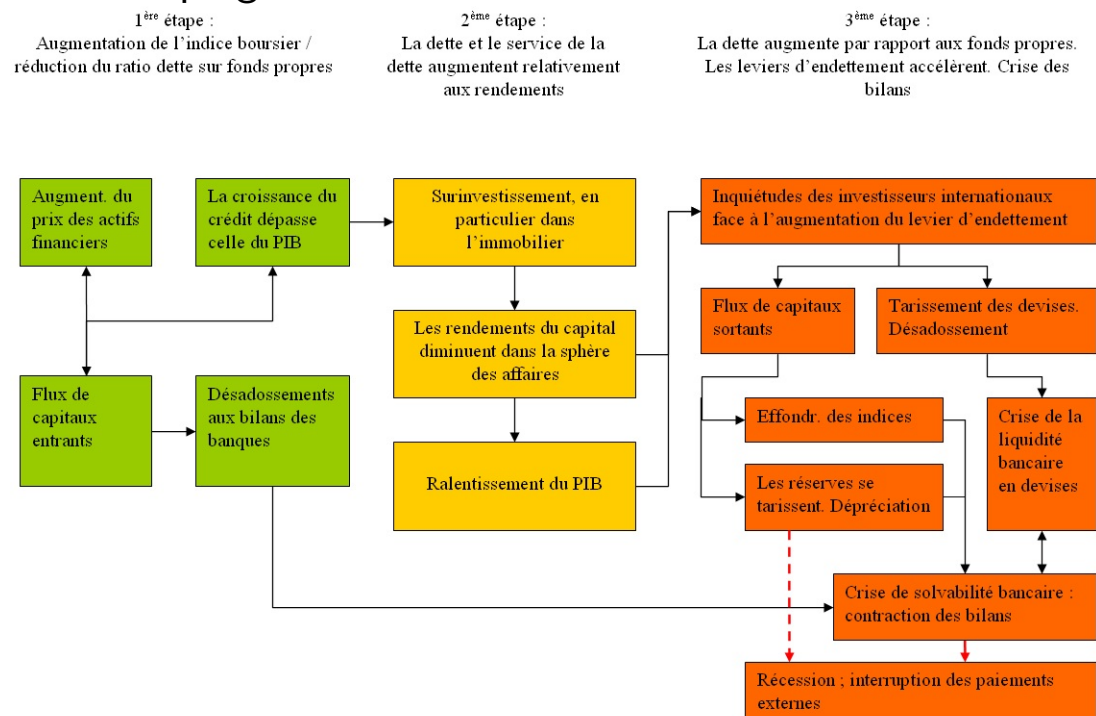 1ère étape :
Augmentation de l'indice boursier /
réduction du ratio dette sur fonds propres
2ème étape :
La dette et le service de la
dette augmentent relativement
aux rendements
3ème étape :
La dette augmente par rapport aux fonds propres.
Les leviers d'endettement accélèrent. Crise des
bilans
Augment. du
prix des actifs
financiers
La croissance du
crédit dépasse
celle du PIB
Flux de
capitaux
entrants
Désadossements
aux bilans des
banques
Surinvestissement, en
particulier dans
l'immobilier
Les rendements du capital
diminuent dans la sphère
des affaires
Ralentissement du PIB
Inquiétudes des investisseurs internationaux
face à l'augmentation du levier d'endettement
Flux de capitaux
sortants
Tarissement des devises.
Désadossement
Effondr. des indices
Les réserves se
tarissent. Dépréciation
Crise de la
liquidité
bancaire
en devises
Crise de solvabilité bancaire :
contraction des bilans
Récession ; interruption des paiements
externes